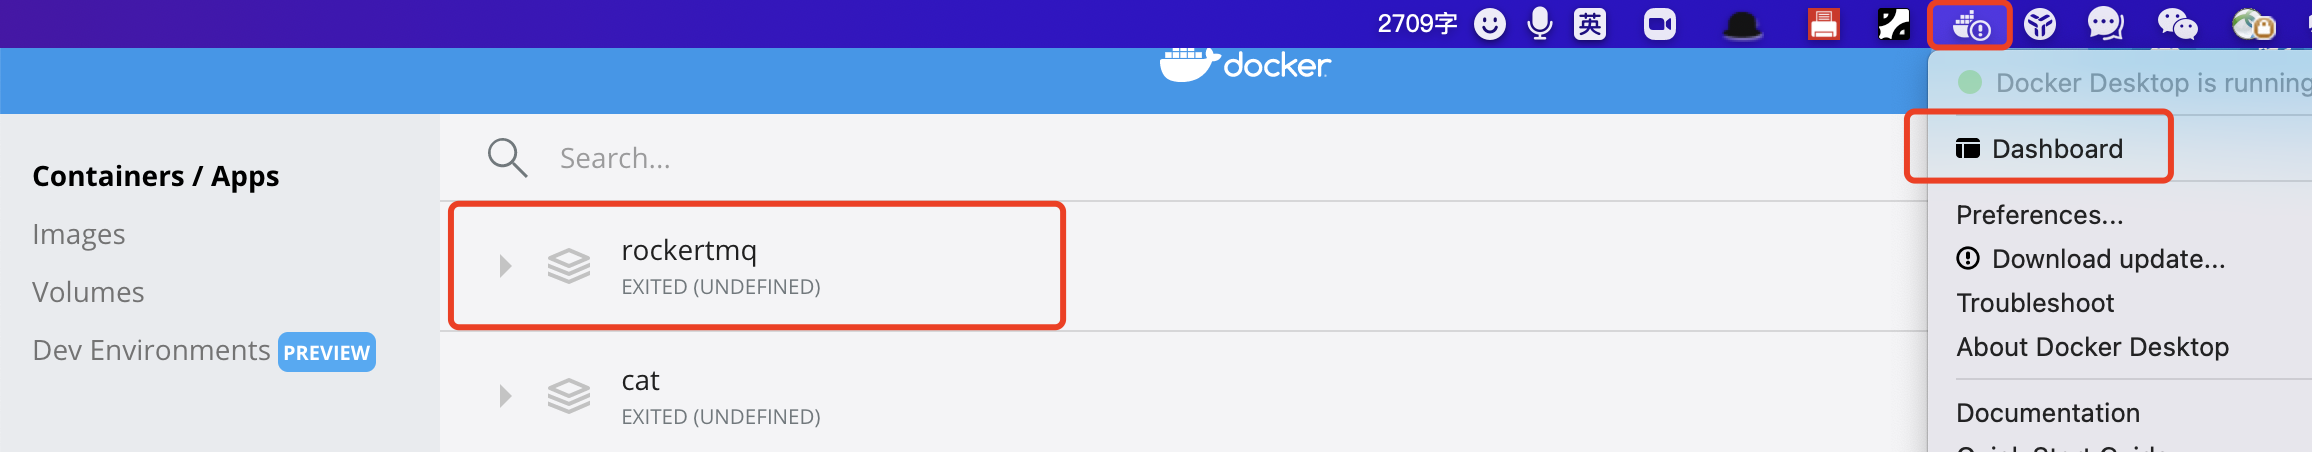 2709字
英
docker
Docker Desktop is running
Dashboard
Preferences...
Download update...
Troubleshoot
About Docker Desktop
Documentation
Containers / Apps
Images
Volumes
Dev Environments PREVIEW
Search...
rockertmq
EXITED (UNDEFINED)
cat
EXITED (UNDEFINED)